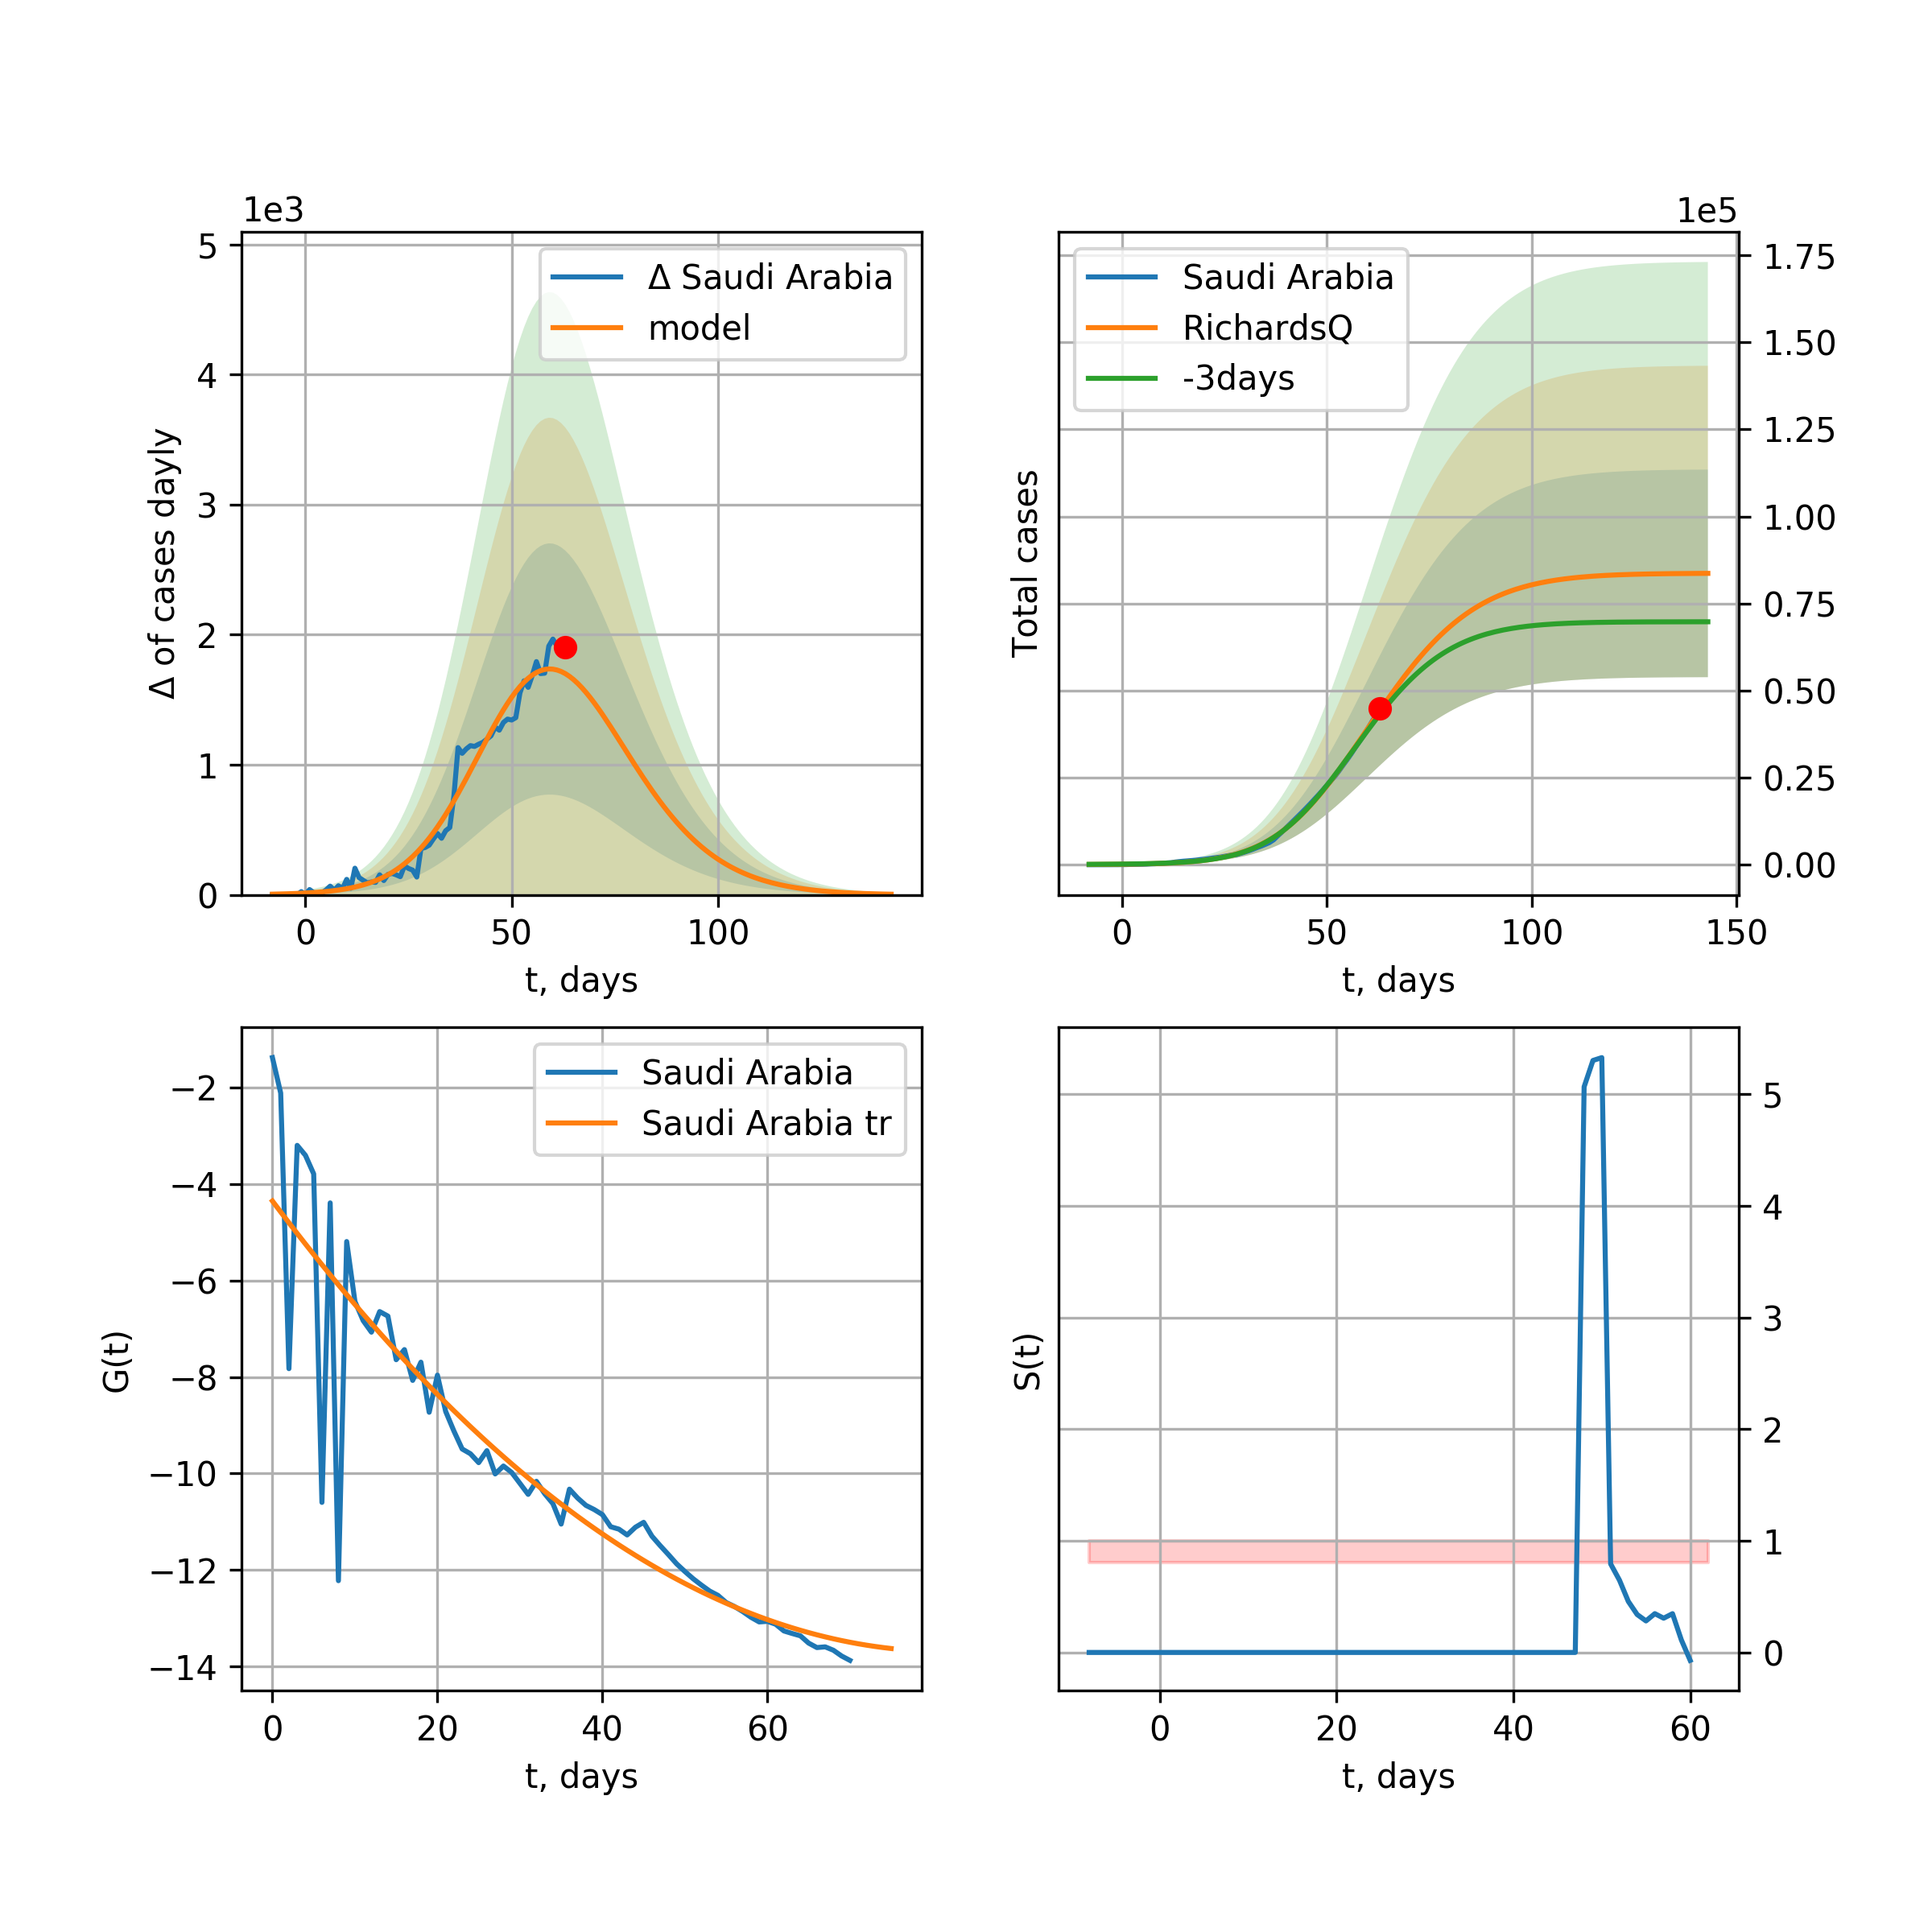 1e3
5
4
3
2
1
0
Δ of cases dayly
Δ Saudi Arabia
model
0 50 100
t, days
1e5
Saudi Arabia
RichardsQ
-3days
Total cases
1.75
1.50
1.25
1.00
0.75
0.50
0.25
0.00
0 50 100 150
t, days
−2
−4
−6
−8
−10
−12
−14
G(t)
Saudi Arabia
Saudi Arabia tr
0 20 40 60
t, days
S(t)
5
4
3
2
1
0
0 20 40 60
t, days